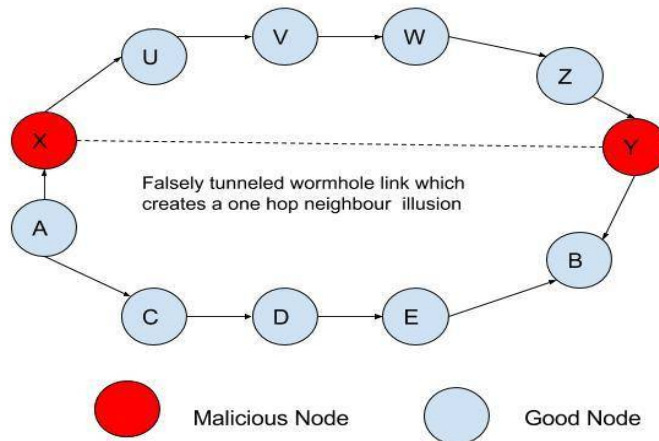 U
V
W
Z
X
Y
Falsely tunneled wormhole link which
creates a one hop neighbour illusion
A
B
C
D
E
Malicious Node
Good Node